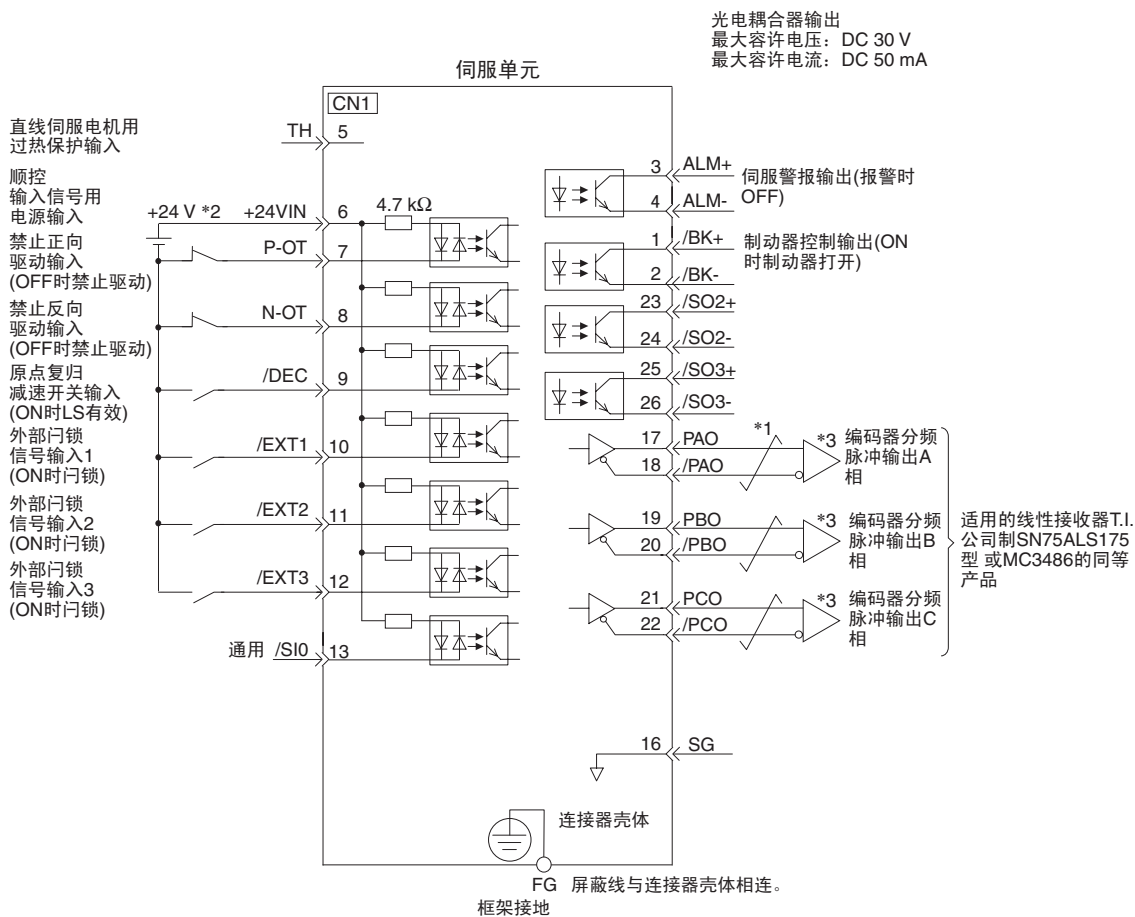 光电耦合器输出
最大容许电压：DC 30 V
最大容许电流：DC 50 mA
伺服单元
CN1
直线伺服电机用
过热保护输入
TH 5
顺控
输入信号用
电源输入
+24 V *2 +24VIN 6 4.7 kΩ
禁止正向
驱动输入
(OFF时禁止驱动)
P-OT 7
禁止反向
驱动输入
(OFF时禁止驱动)
N-OT 8
原点复归
减速开关输入
(ON时LS有效)
/DEC 9
外部闩锁
信号输入1
(ON时闩锁)
/EXT1 10
外部闩锁
信号输入2
(ON时闩锁)
/EXT2 11
外部闩锁
信号输入3
(ON时闩锁)
/EXT3 12
通用 /SI0 13
3 ALM+
4 ALM-
伺服警报输出(报警时
OFF)
1 /BK+
2 /BK-
制动器控制输出(ON
时制动器打开)
23 /SO2+
24 /SO2-
25 /SO3+
26 /SO3-
17 PAO
18 /PAO
*1
*3 编码器分频
脉冲输出A
相
19 PBO
20 /PBO
*3 编码器分频
脉冲输出B
相
21 PCO
22 /PCO
*3 编码器分频
脉冲输出C
相
适用的线性接收器T.I.
公司制SN75ALS175
型 或MC3486的同等
产品
16 SG
连接器壳体
FG 屏蔽线与连接器壳体相连。
框架接地